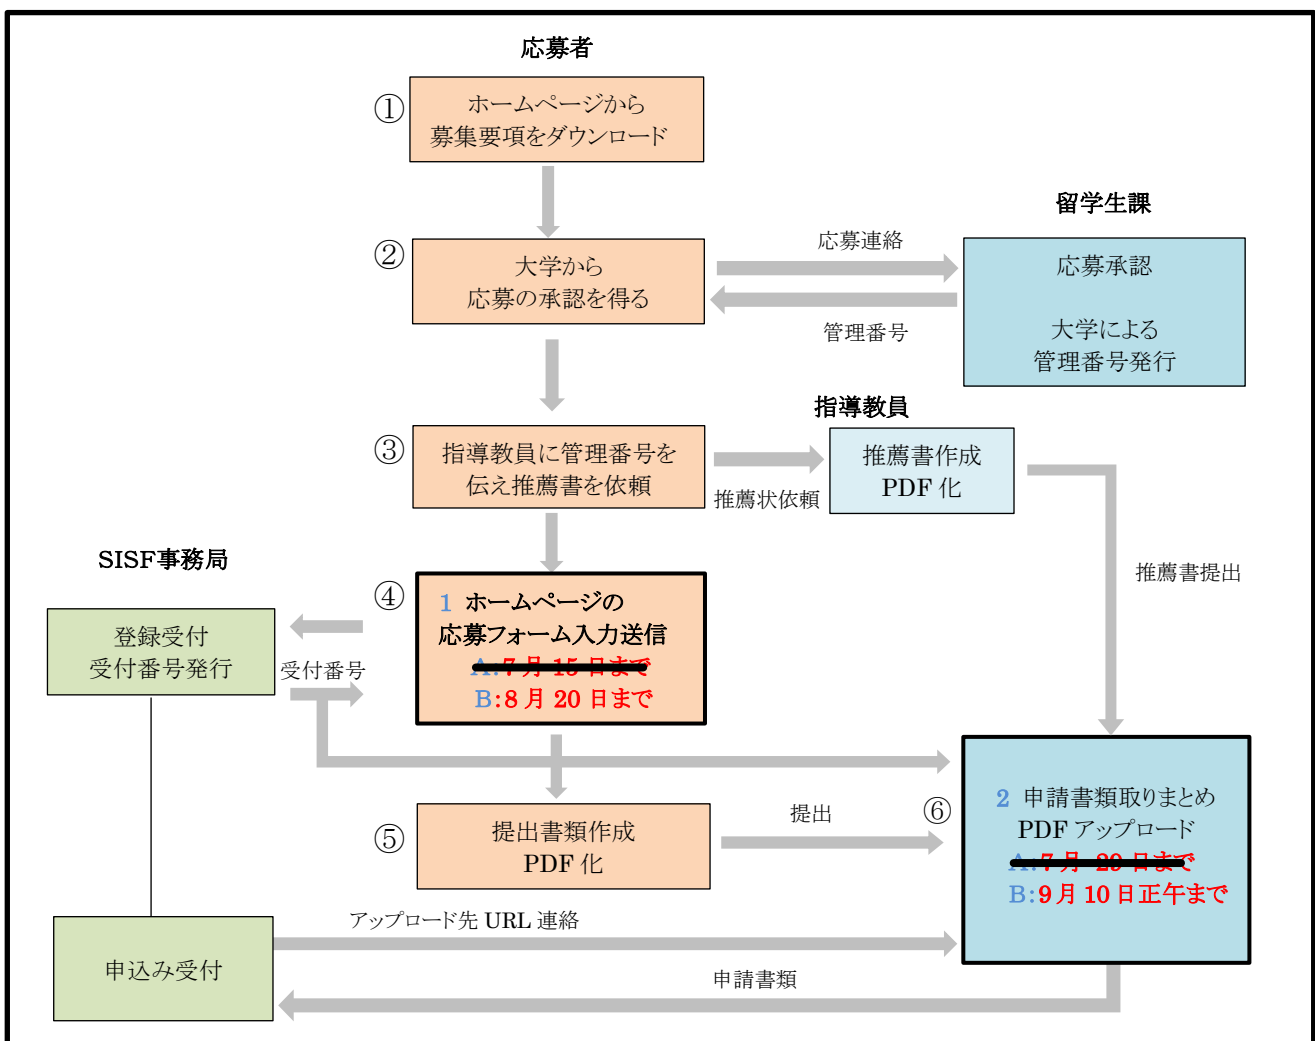 応募者
①
ホームページから
募集要項をダウンロード
留学生課
②
大学から
応募の承認を得る
応募連絡
管理番号
応募承認
大学による
管理番号発行
指導教員
③
指導教員に管理番号を
伝え推薦書を依頼
推薦状依頼
推薦書作成
PDF 化
推薦書提出
SISF事務局
登録受付
受付番号発行
受付番号
④
1 ホームページの
応募フォーム入力送信
A:7 月 15 日まで
B:8 月 20 日まで
⑤
提出書類作成
PDF 化
提出
⑥
2 申請書類取りまとめ
PDF アップロード
A:7 月 29 日まで
B:9 月 10 日正午まで
アップロード先 URL 連絡
申込み受付
申請書類